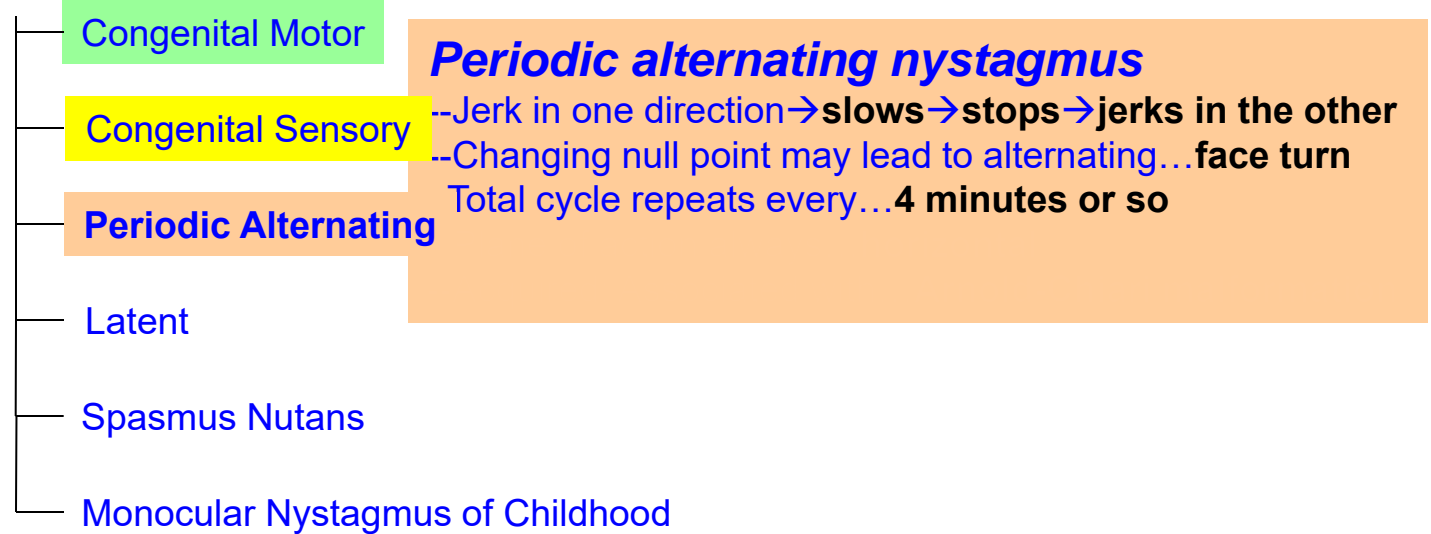 Congenital Motor
Congenital Sensory
Periodic Alternating
Latent
Spasmus Nutans
Monocular Nystagmus of Childhood
Periodic alternating nystagmus
--Jerk in one direction→slows→stops→jerks in the other
--Changing null point may lead to alternating…face turn
Total cycle repeats every…4 minutes or so